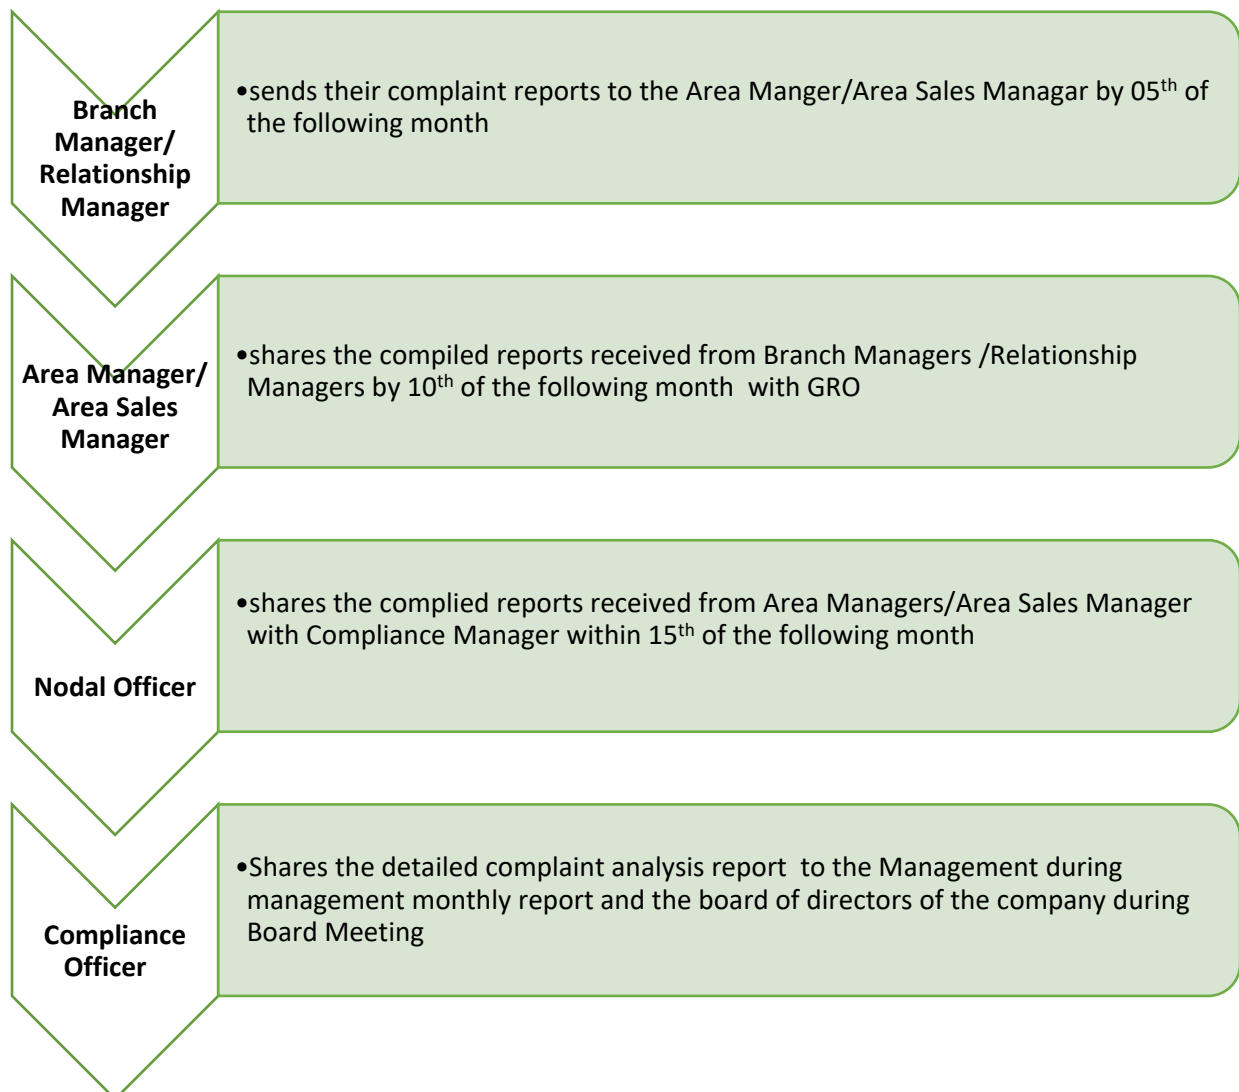 Branch
Manager/
Relationship
Manager
•sends their complaint reports to the Area Manger/Area Sales Managar by 05th of
the following month
Area Manager/
Area Sales
Manager
•shares the compiled reports received from Branch Managers /Relationship
Managers by 10th of the following month  with GRO
Nodal Officer
•shares the complied reports received from Area Managers/Area Sales Manager
with Compliance Manager within 15th of the following month
Compliance
Officer
•Shares the detailed complaint analysis report  to the Management during
management monthly report and the board of directors of the company during
Board Meeting